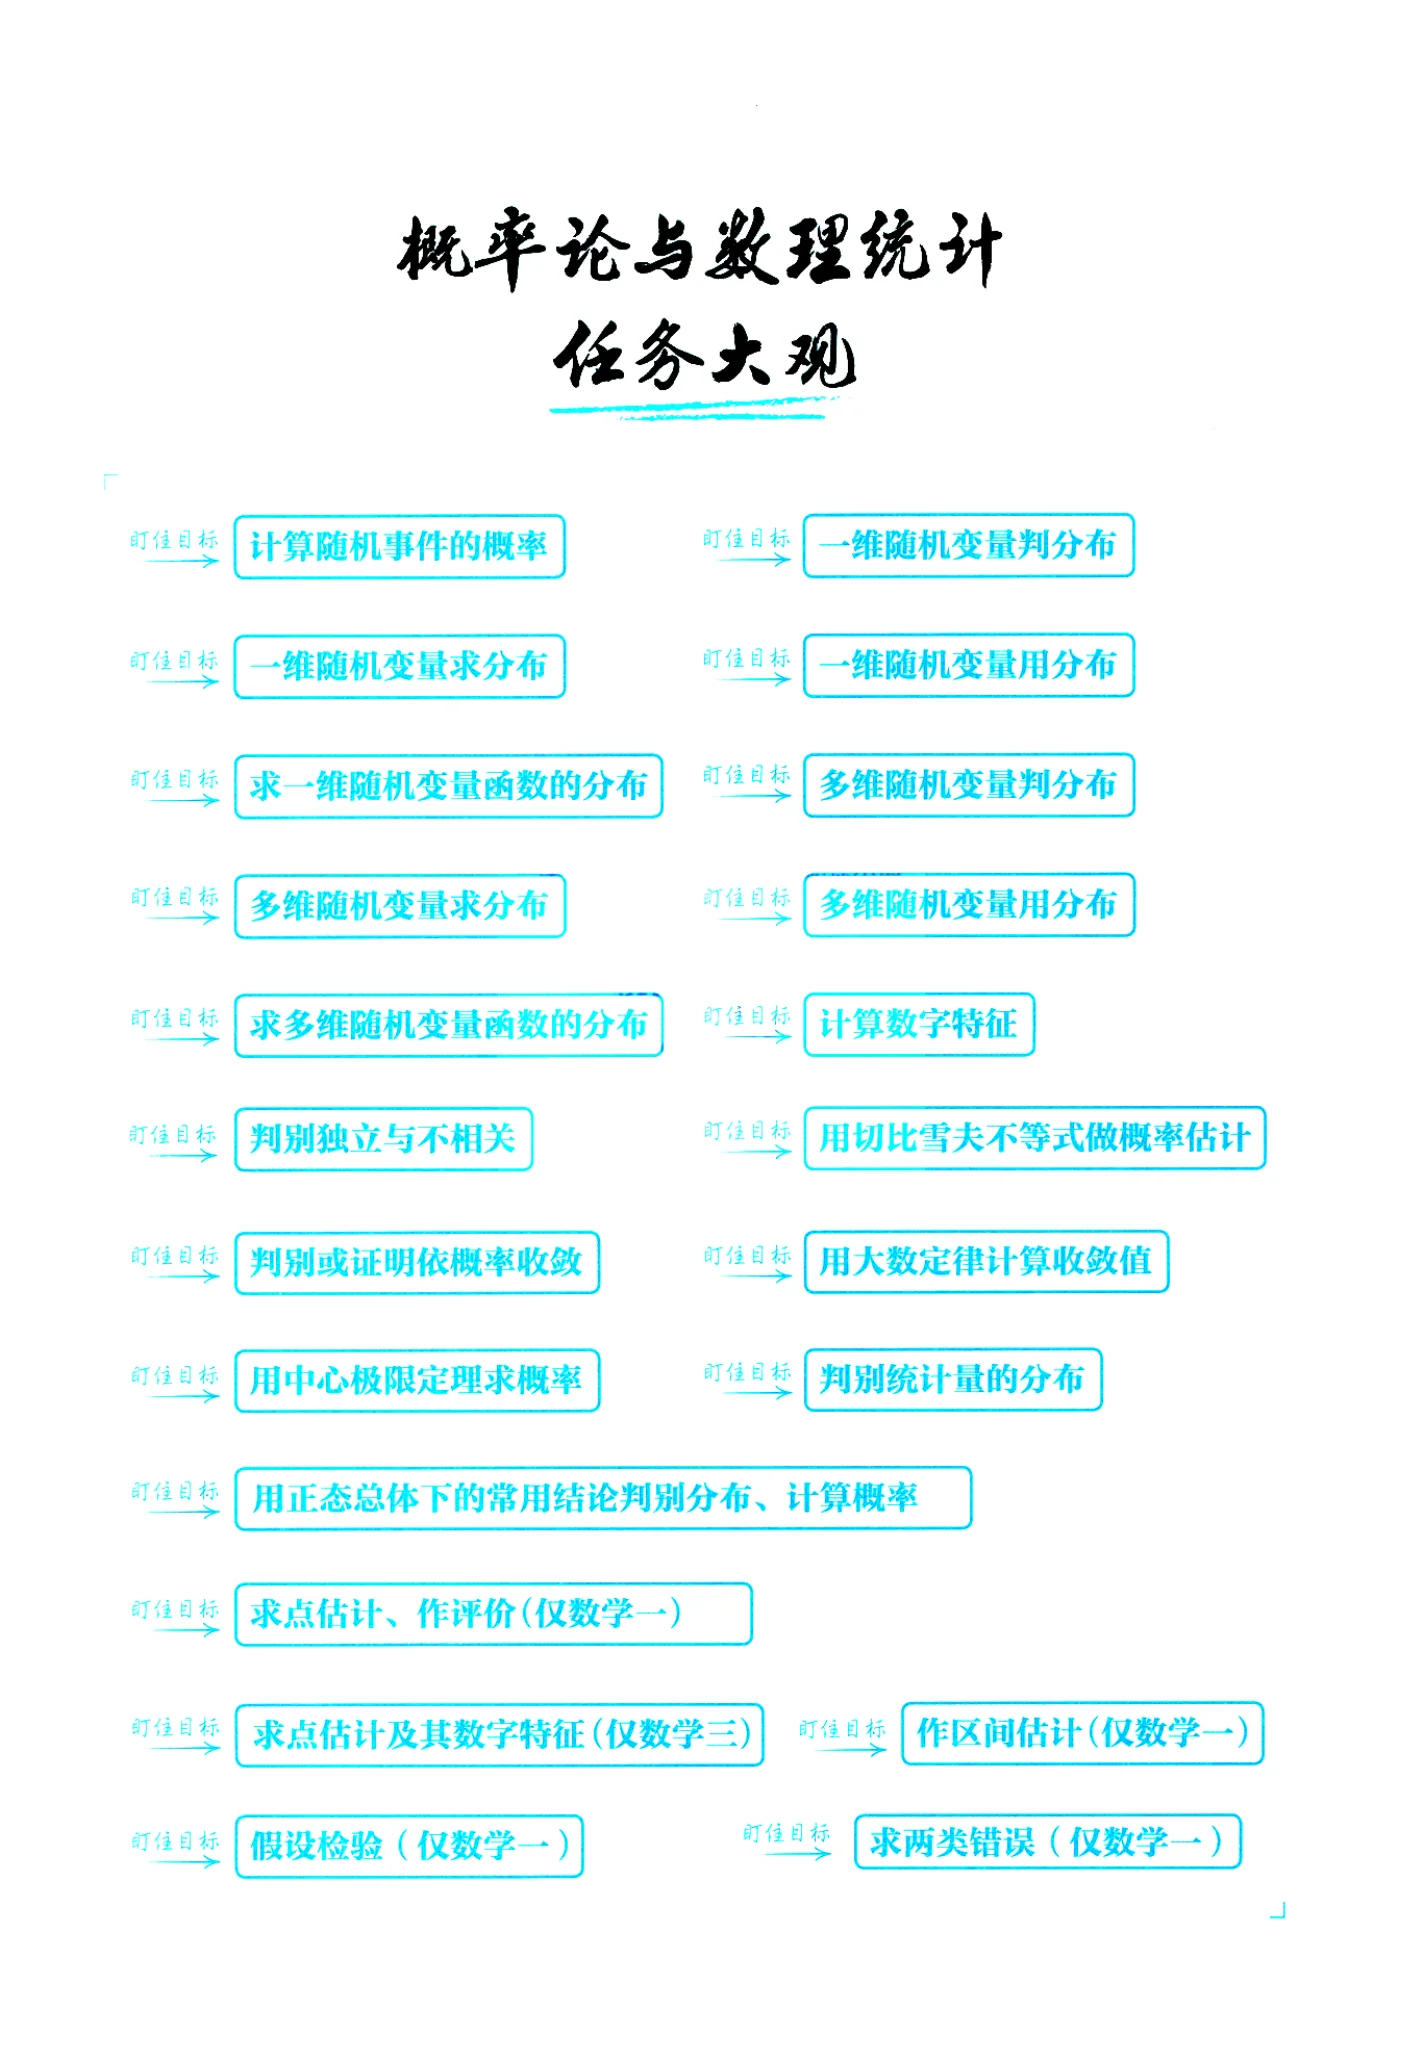 概率论与数理统计
任务大观
盯住目标 计算随机事件的概率 盯住目标 一维随机变量判分布
盯住目标 一维随机变量求分布 盯住目标 一维随机变量用分布
盯住目标 求一维随机变量函数的分布 盯住目标 多维随机变量判分布
盯住目标 多维随机变量求分布 盯住目标 多维随机变量用分布
盯住目标 求多维随机变量函数的分布 盯住目标 计算数字特征
盯住目标 判别独立与不相关 盯住目标 用切比雪夫不等式做概率估计
盯住目标 判别或证明依概率收敛 盯住目标 用大数定律计算收敛值
盯住目标 用中心极限定理求概率 盯住目标 判别统计量的分布
盯住目标 用正态总体下的常用结论判别分布、计算概率
盯住目标 求点估计、作评价(仅数学一)
盯住目标 求点估计及其数字特征(仅数学三) 盯住目标 作区间估计(仅数学一)
盯住目标 假设检验(仅数学一) 盯住目标 求两类错误(仅数学一)